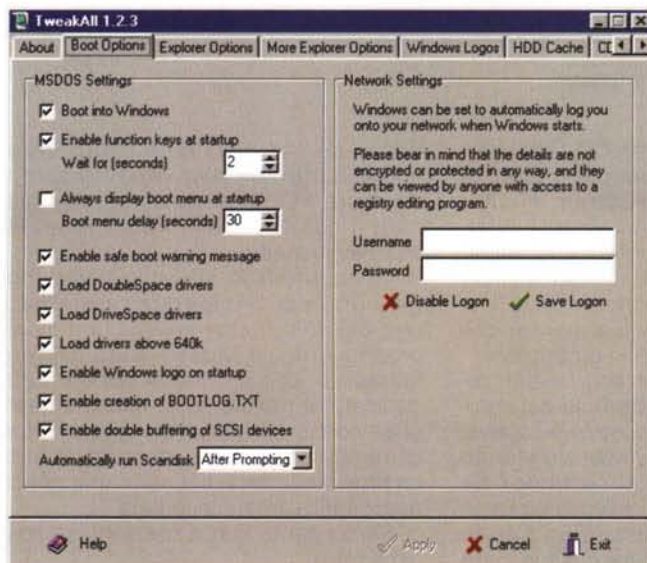 TweakAll 1.2.3
About
Boot Options
Explorer Options
More Explorer Options
Windows Logos
HDD Cache
MSDOS Settings
Boot into Windows
Enable function keys at startup
Wait for (seconds) 2
Always display boot menu at startup
Boot menu delay (seconds) 30
Enable safe boot warning message
Load DoubleSpace drivers
Load DriveSpace drivers
Load drivers above 640k
Enable Windows logo on startup
Enable creation of BOOTLOG.TXT
Enable double buffering of SCSI devices
Automatically run Scandisk After Prompting
Network Settings
Windows can be set to automatically log you
onto your network when Windows starts.
Please bear in mind that the details are not
encrypted or protected in any way, and they
can be viewed by anyone with access to a
registry editing program.
Username
Password
Disable Logon
Save Logon
Help
Apply
Cancel
Exit